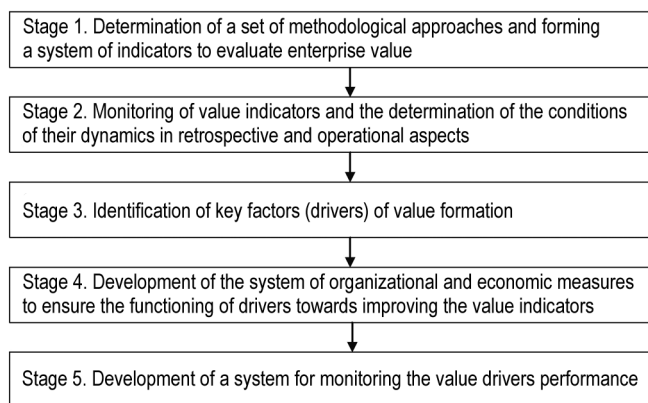 Stage 1. Determination of a set of methodological approaches and forming
a system of indicators to evaluate enterprise value
Stage 2. Monitoring of value indicators and the determination of the conditions
of their dynamics in retrospective and operational aspects
Stage 3. Identification of key factors (drivers) of value formation
Stage 4. Development of the system of organizational and economic measures
to ensure the functioning of drivers towards improving the value indicators
Stage 5. Development of a system for monitoring the value drivers performance